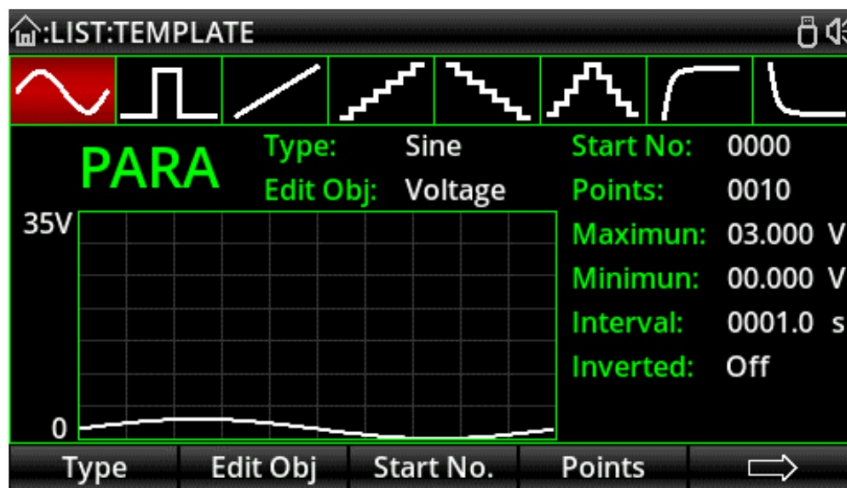 :LIST:TEMPLATE
PARA
Type: Sine
Edit Obj: Voltage
Start No: 0000
Points: 0010
Maximun: 03.000 V
Minimun: 00.000 V
Interval: 0001.0 s
Inverted: Off
35V
0
Type Edit Obj Start No. Points